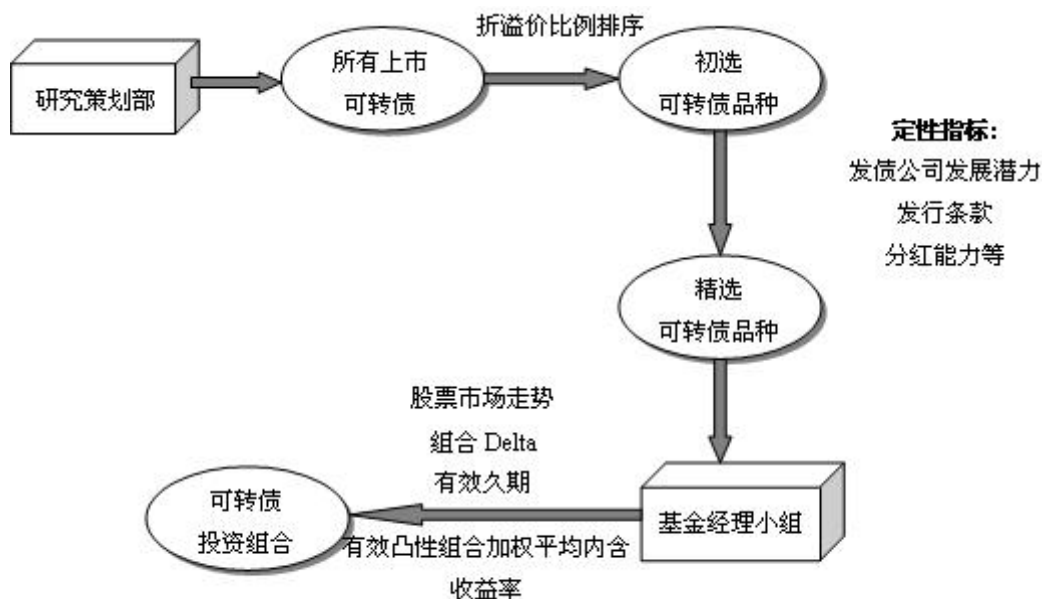 折溢价比例排序
研究策划部
所有上市
可转债
初选
可转债品种
定性指标:
发债公司发展潜力
发行条款
分红能力等
精选
可转债品种
股票市场走势
组合 Delta
有效久期
可转债
投资组合
基金经理小组
有效凸性组合加权平均内含
收益率